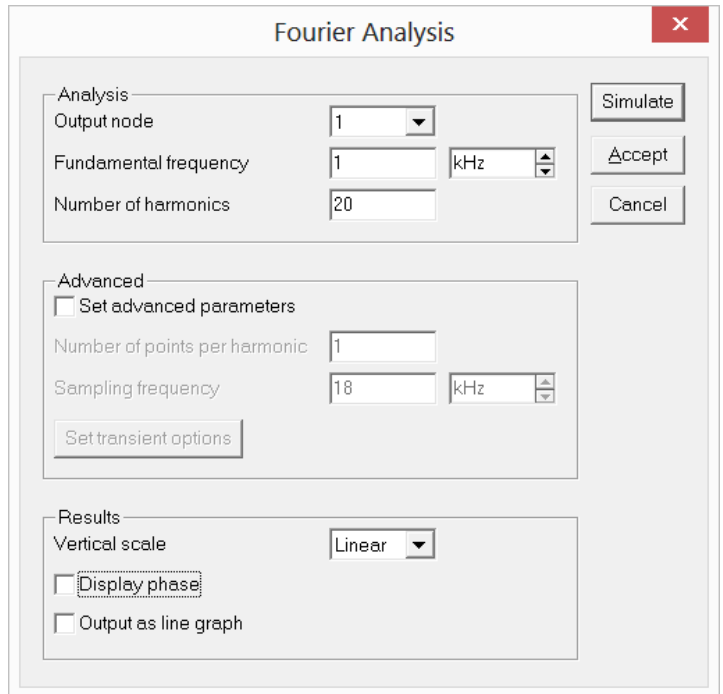 Fourier Analysis
x
Analysis
Output node 1
Simulate
Fundamental frequency 1 kHz
Accept
Number of harmonics 20
Cancel
Advanced
Set advanced parameters
Number of points per harmonic 1
Sampling frequency 18 kHz
Set transient options
Results
Vertical scale Linear
Display phase
Output as line graph